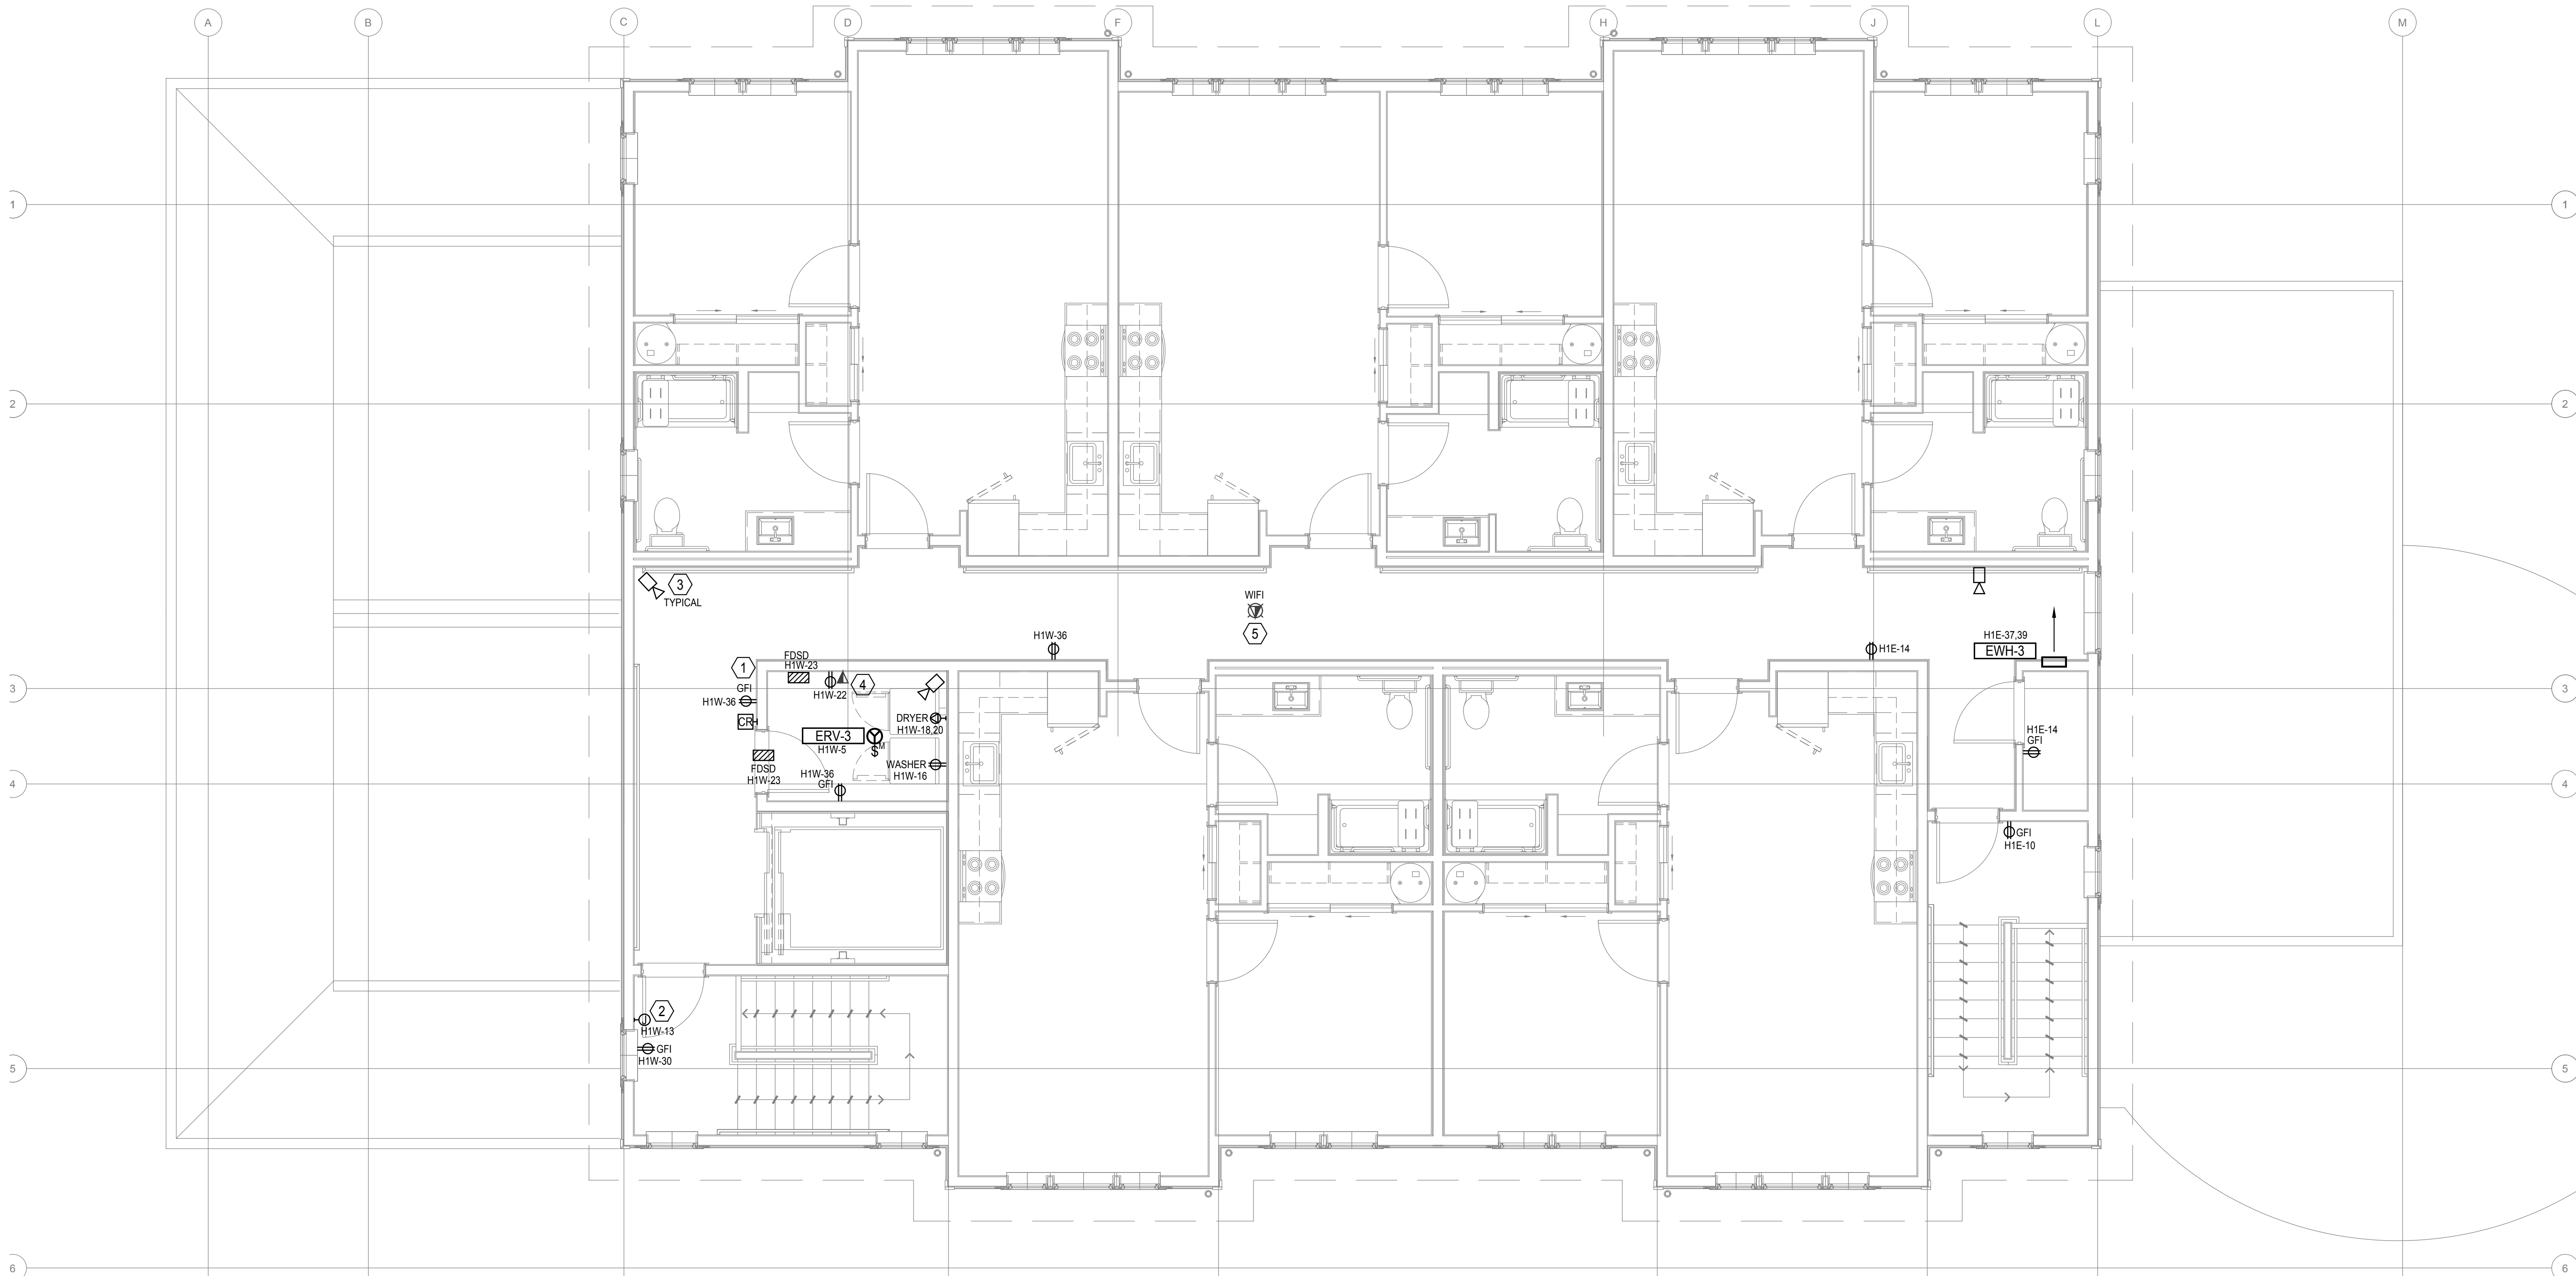 A
B
C
D
F
H
J
L
M
1
1
2
2
3
TYPICAL
WIFI
5
H1W-36
H1E-14
H1E-37,39
EWH-3
1
FDSD
H1W-23
GFI
H1W-36
H1W-22
4
CR
3
3
DRYER
H1W-18,20
ERV-3
H1W-5
M
$
FDSD
H1W-23
H1W-36
GFI
WASHER
H1W-16
H1E-14
GFI
4
4
GFI
H1E-10
2
H1W-13
GFI
H1W-30
5
5
6
6